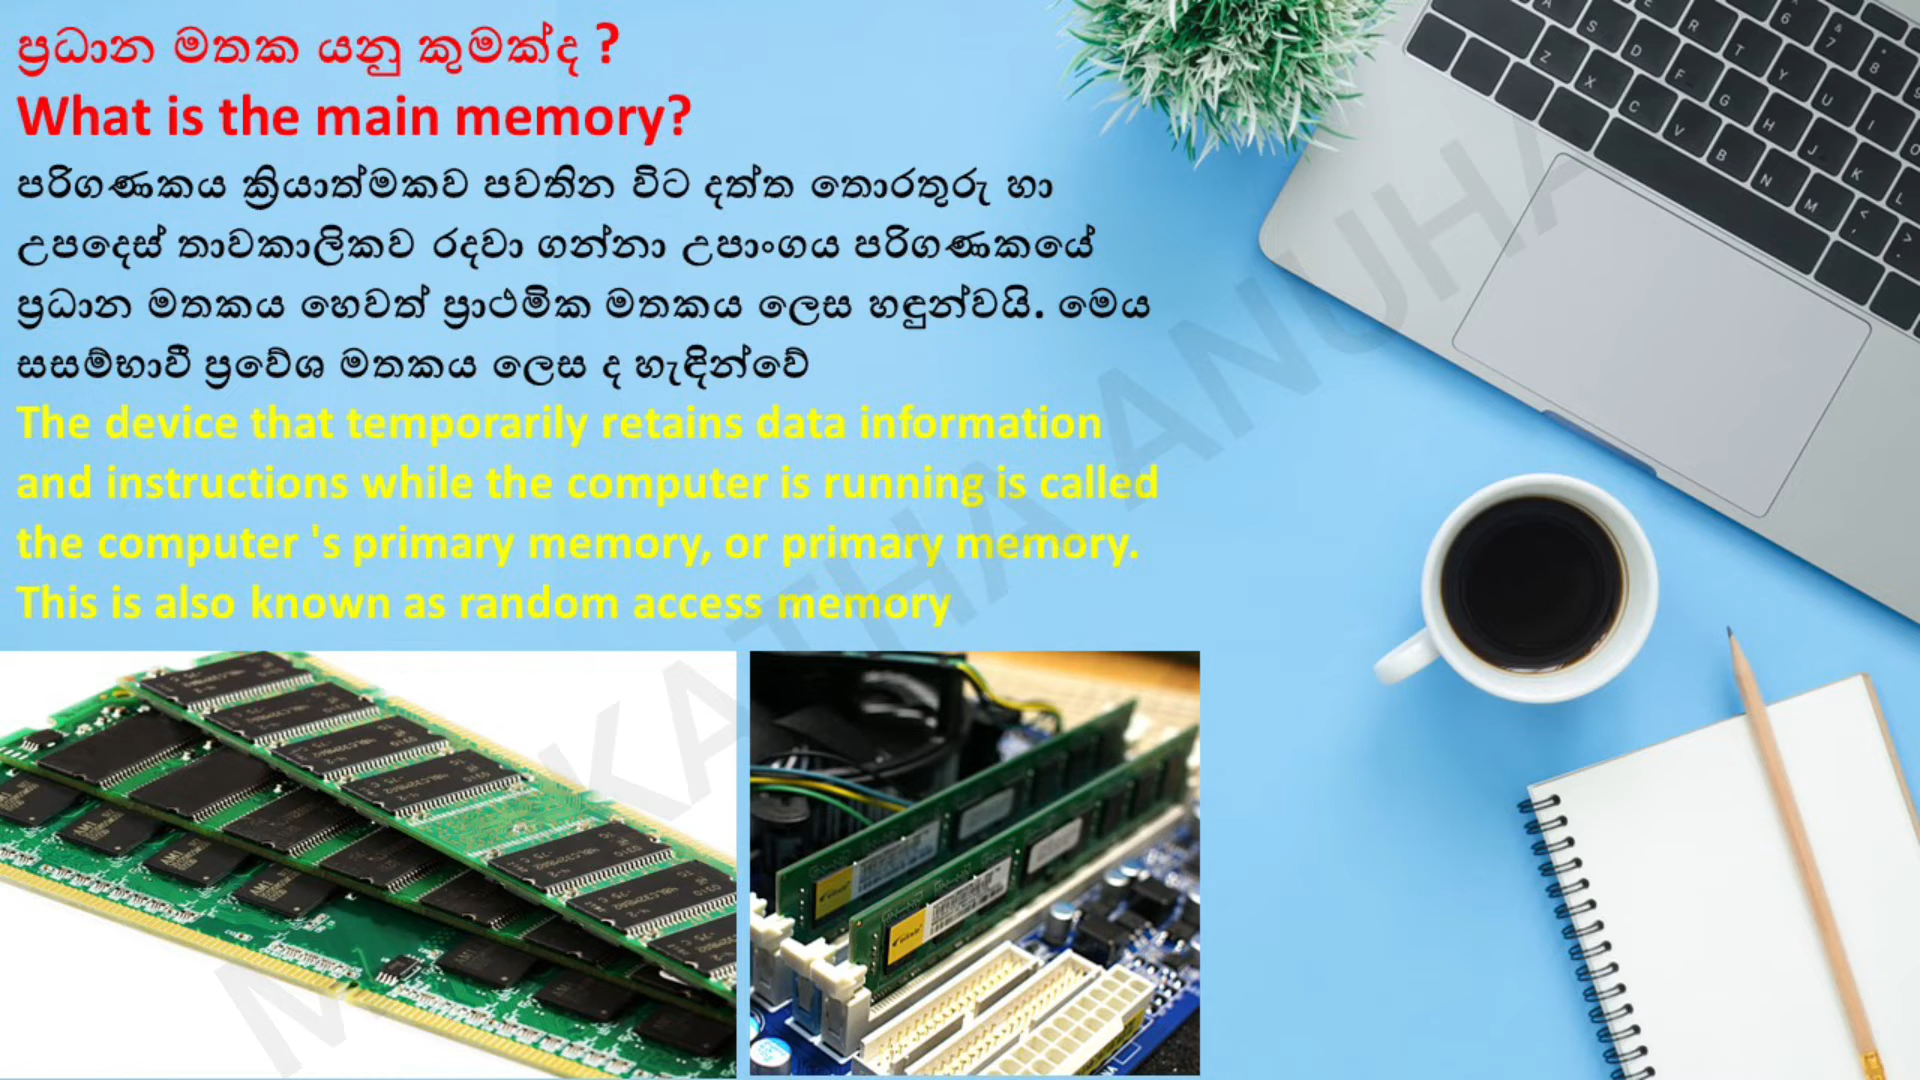 ප්‍රධාන මතක යනු කුමක්ද ?
What is the main memory?
පරිගණකය ක්‍රියාත්මකව පවතින විට දත්ත තොරතුරු හා
උපදෙස් තාවකාලිකව රදවා ගන්නා උපාංගය පරිගණකයේ
ප්‍රධාන මතකය හෙවත් ප්‍රාථමික මතකය ලෙස හඳුන්වයි. මෙය
සසම්භාවී ප්‍රවේශ මතකය ලෙස ද හැඳින්වේ
The device that temporarily retains data information
and instructions while the computer is running is called
the computer 's primary memory, or primary memory.
This is also known as random access memory